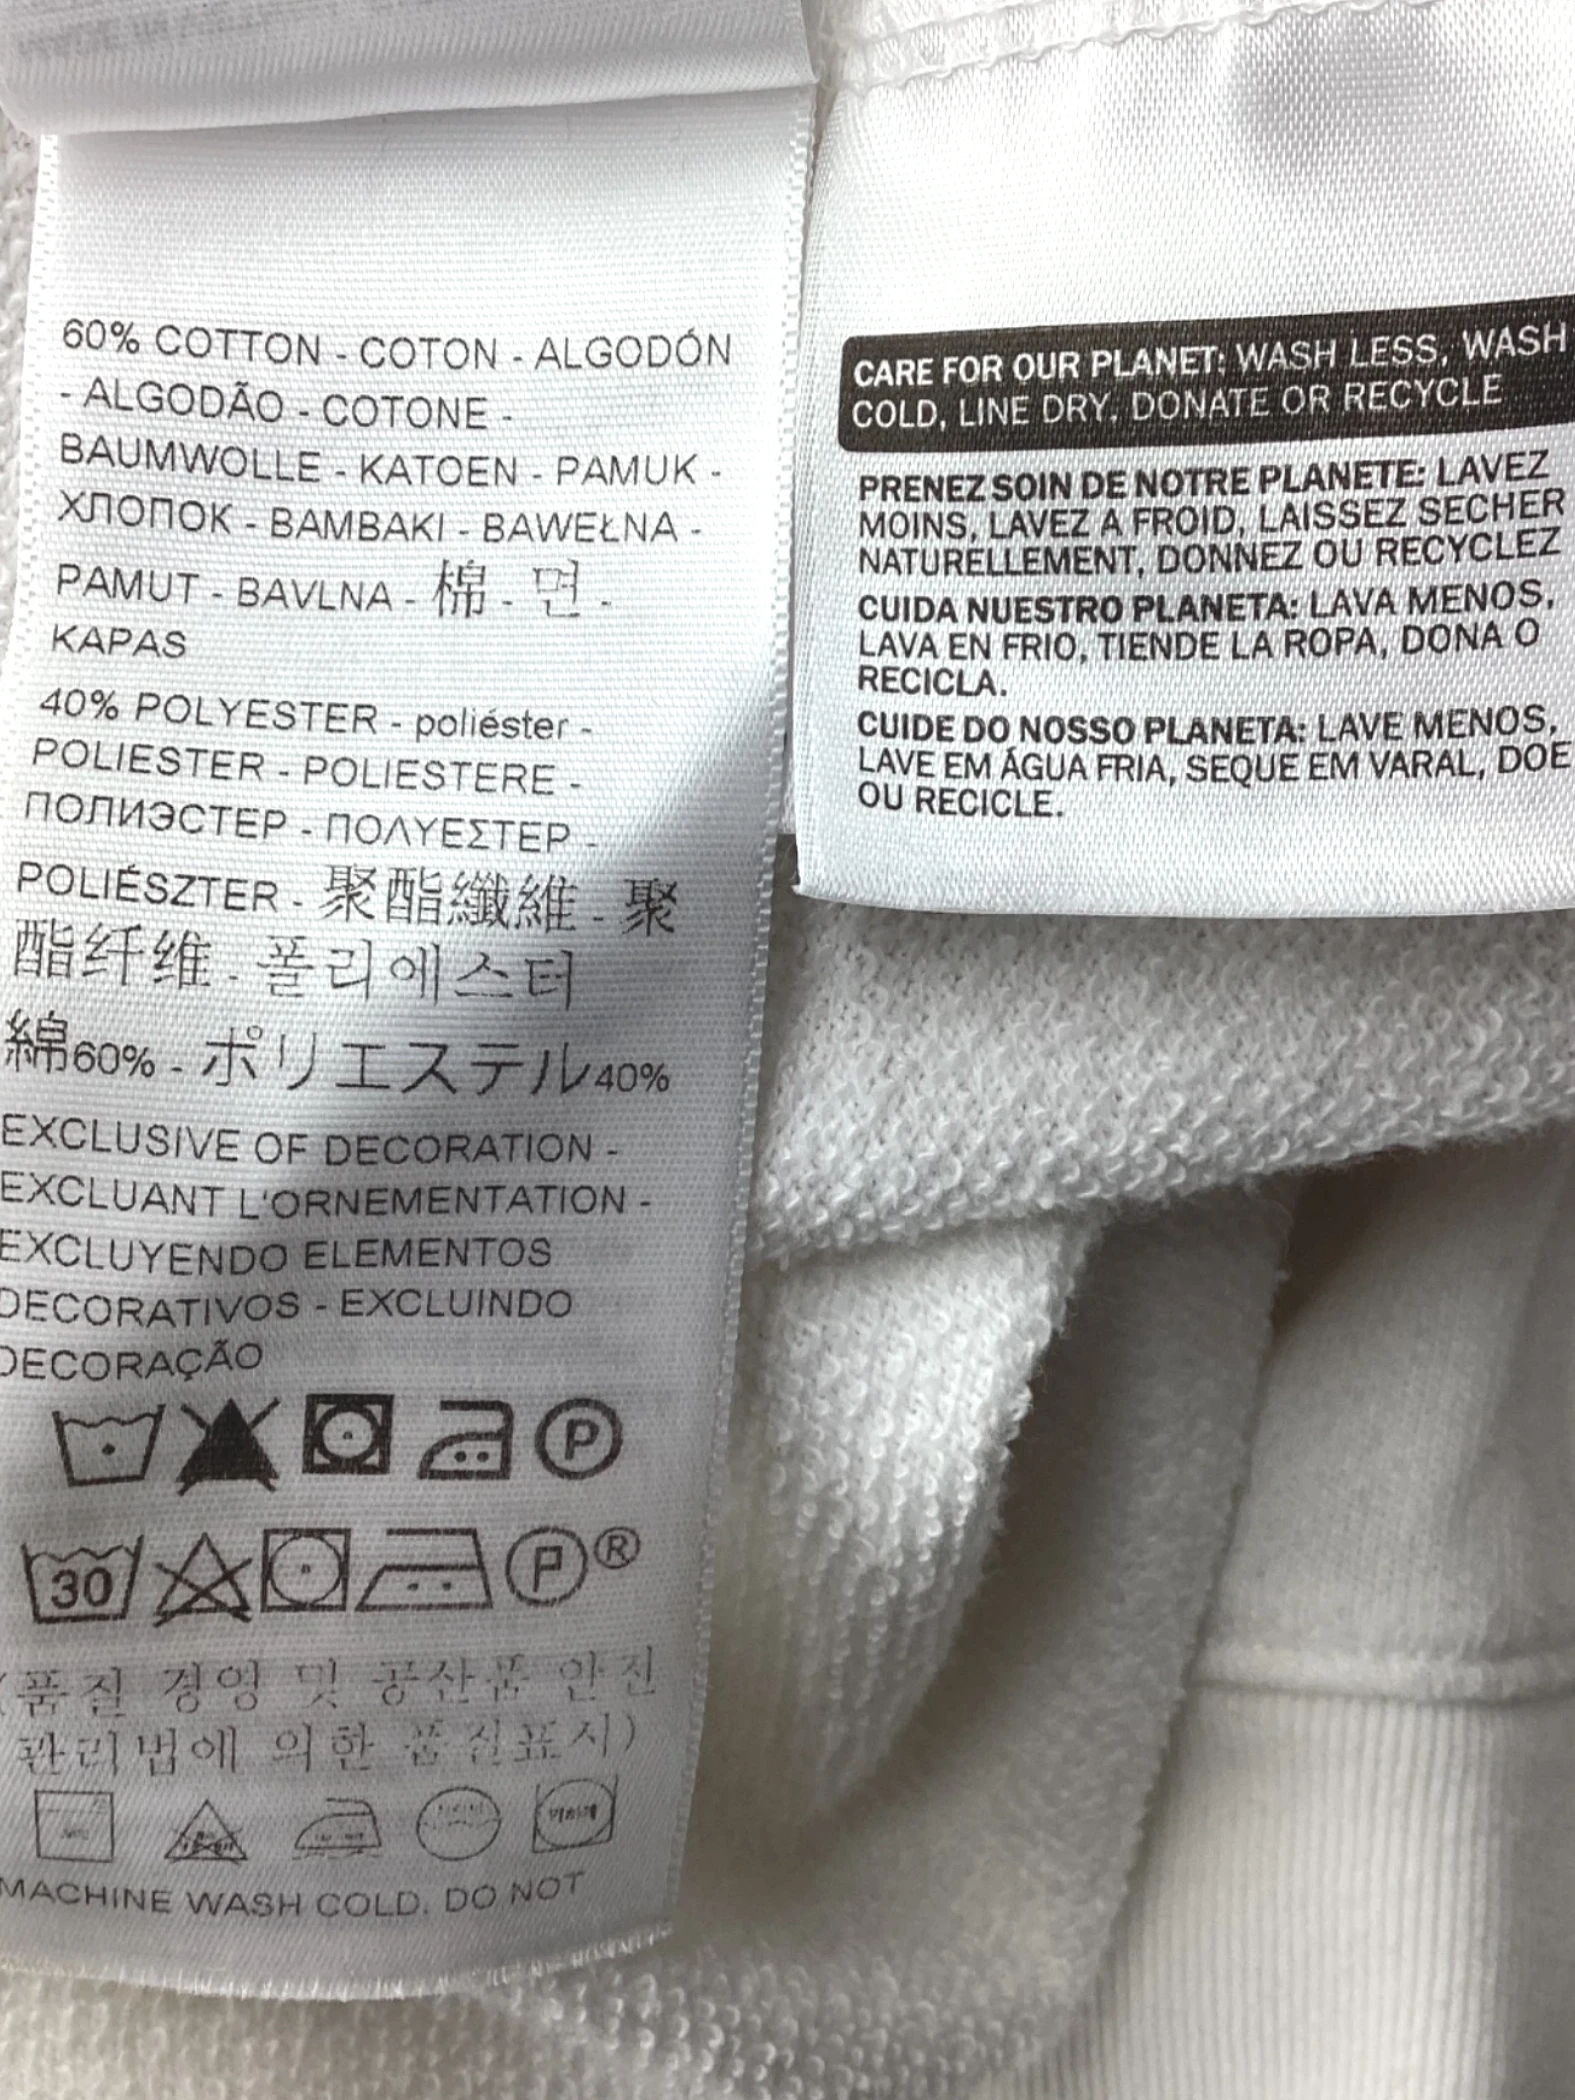 60% COTTON - COTON - ALGODÓN
- ALGODÃO - COTONE -
BAUMWOLLE - KATOEN - PAMUK -
ХЛОПОК - BAMBAKI - BAWEŁNA -
PAMUT - BAVLNA - 棉 - 면 -
KAPAS
40% POLYESTER - poliéster -
POLIESTER - POLIESTERE -
ПОЛИЭСТЕР - ΠΟΛΥΕΣΤΕΡ -
POLIÉSZTER - 聚酯纖維 - 聚
酯纤维 - 폴리에스터
綿60% - ポリエステル40%
EXCLUSIVE OF DECORATION -
EXCLUANT L'ORNEMENTATION -
EXCLUYENDO ELEMENTOS
DECORATIVOS - EXCLUINDO
DECORAÇÃO
P
30 P ®
(품질 경영 및 공산품 안전
관리법에 의한 품질표시)
MACHINE WASH COLD. DO NOT
CARE FOR OUR PLANET: WASH LESS, WASH
COLD, LINE DRY, DONATE OR RECYCLE
PRENEZ SOIN DE NOTRE PLANETE: LAVEZ
MOINS, LAVEZ A FROID, LAISSEZ SECHER
NATURELLEMENT, DONNEZ OU RECYCLEZ
CUIDA NUESTRO PLANETA: LAVA MENOS,
LAVA EN FRIO, TIENDE LA ROPA, DONA O
RECICLA.
CUIDE DO NOSSO PLANETA: LAVE MENOS,
LAVE EM ÁGUA FRIA, SEQUE EM VARAL, DOE
OU RECICLE.